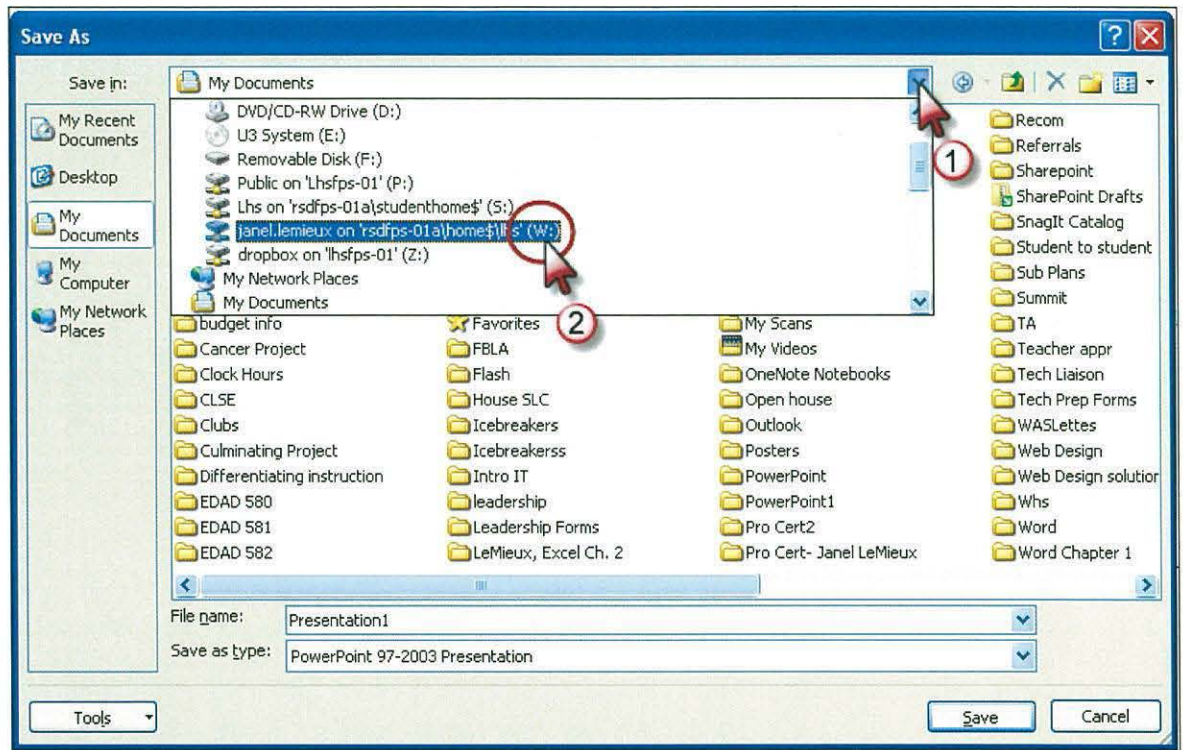 Save As
Save in:
My Documents
My Recent Documents
Desktop
My Documents
My Computer
My Network Places
DVD/CD-RW Drive (D:)
U3 System (E:)
Removable Disk (F:)
Public on 'Lhsfps-01' (P:)
Lhs on 'rsdfps-01a\studenthome$' (S:)
janel.lemieux on 'rsdfps-01a\home$\lhs' (W:)
dropbox on 'lhsfps-01' (Z:)
My Network Places
My Documents
1
2
budget info
Cancer Project
Clock Hours
CLSE
Clubs
Culminating Project
Differentiating instruction
EDAD 580
EDAD 581
EDAD 582
Favorites
FBLA
Flash
House SLC
Icebreakers
Icebreakerss
Intro IT
leadership
Leadership Forms
LeMieux, Excel Ch. 2
My Scans
My Videos
OneNote Notebooks
Open house
Outlook
Posters
PowerPoint
PowerPoint1
Pro Cert2
Pro Cert- Janel LeMieux
Recom
Referrals
Sharepoint
SharePoint Drafts
SnagIt Catalog
Student to student
Sub Plans
Summit
TA
Teacher appr
Tech Liaison
Tech Prep Forms
WASLettes
Web Design
Web Design solution
Whs
Word
Word Chapter 1
File name:
Presentation1
Save as type:
PowerPoint 97-2003 Presentation
Tools
Save
Cancel